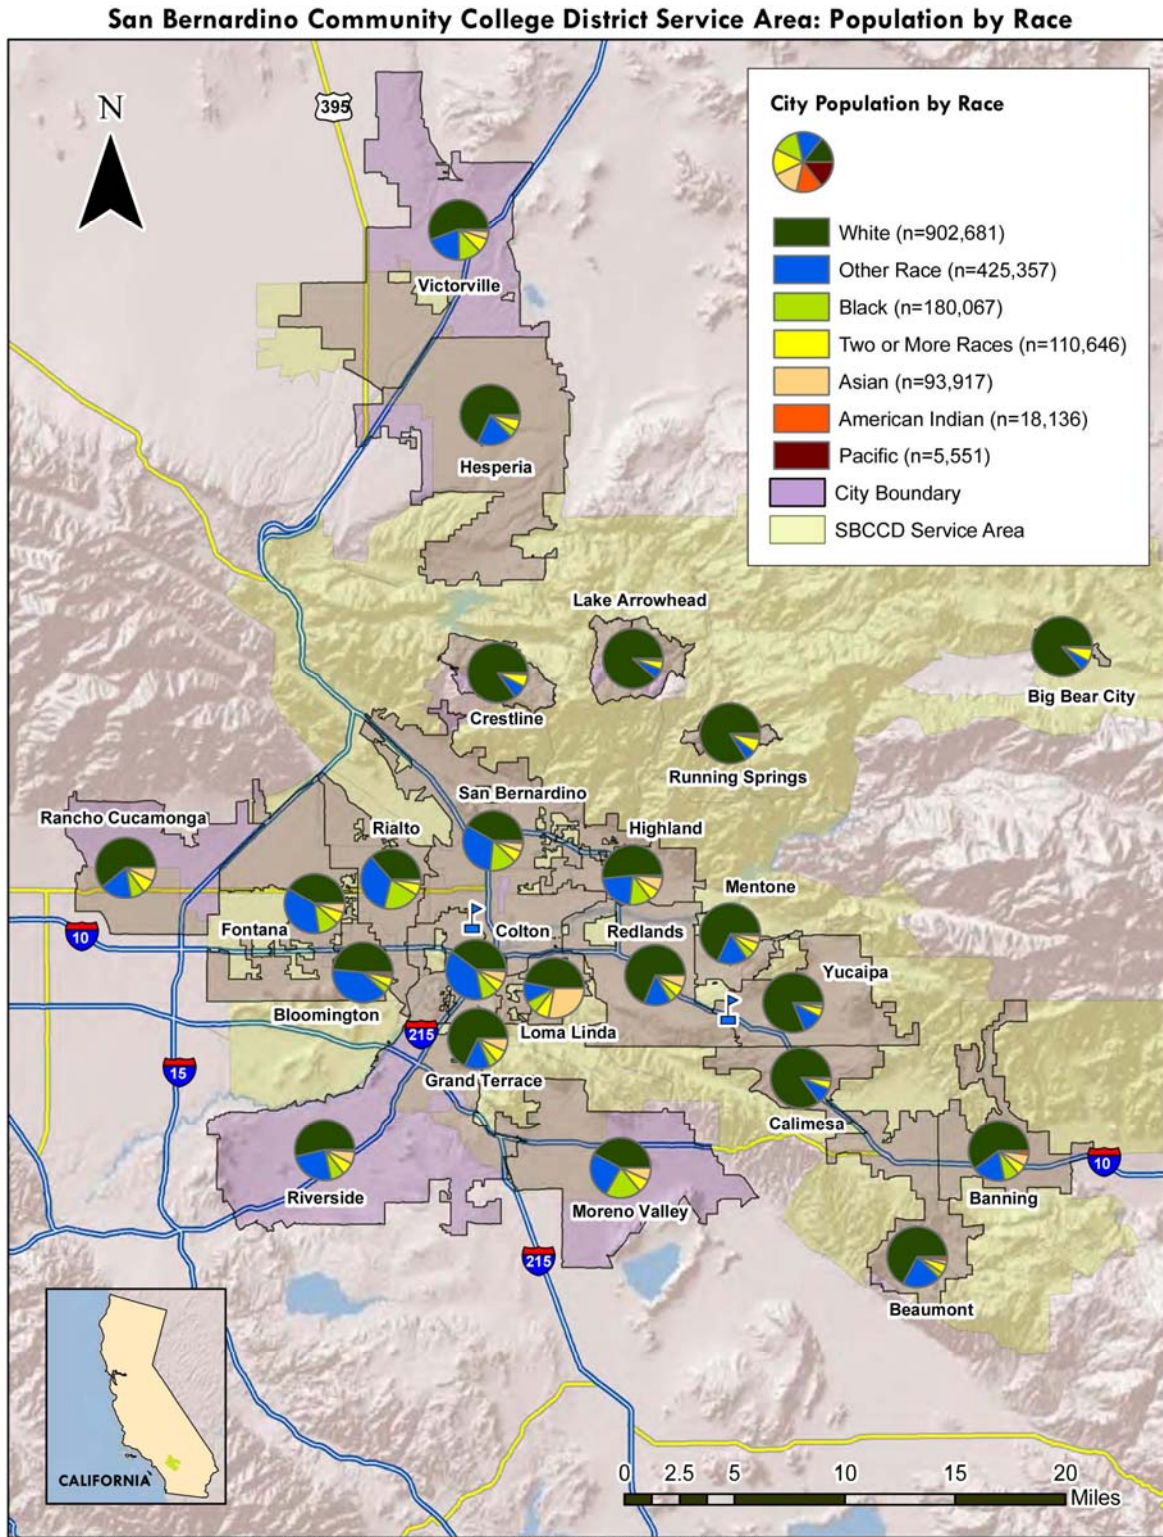 San Bernardino Community College District Service Area: Population by Race
N
395
City Population by Race
White (n=902,681)
Other Race (n=425,357)
Black (n=180,067)
Two or More Races (n=110,646)
Asian (n=93,917)
American Indian (n=18,136)
Pacific (n=5,551)
City Boundary
SBCCD Service Area
Victorville
Hesperia
Lake Arrowhead
Crestline
Big Bear City
Running Springs
San Bernardino
Rancho Cucamonga
Rialto
Highland
Mentone
Fontana
Colton
Redlands
10
Yucaipa
Bloomington
Loma Linda
215
15
Grand Terrace
Calimesa
10
Riverside
Moreno Valley
Banning
215
Beaumont
CALIFORNIA
0 2.5 5 10 15 20
Miles